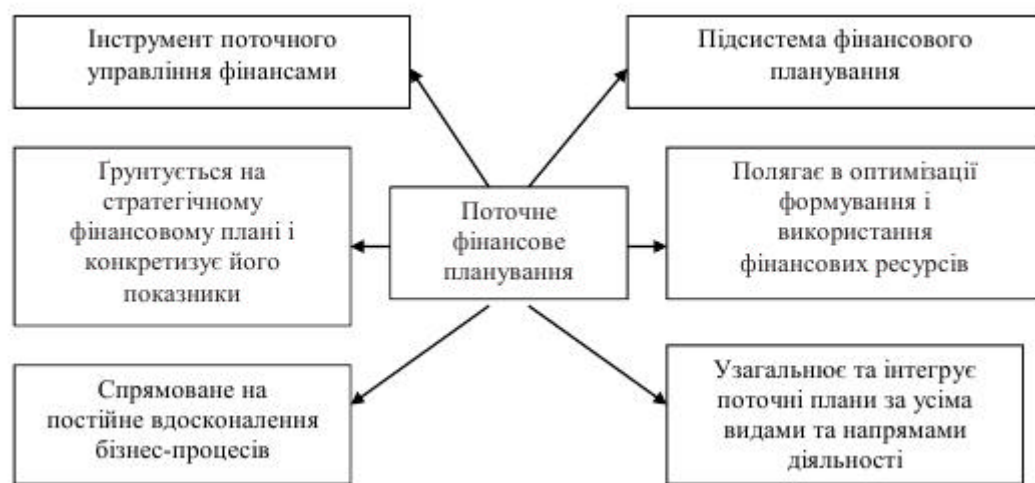 Інструмент поточного
управління фінансами
Підсистема фінансового
планування
Ґрунтується на
стратегічному
фінансовому плані і
конкретизує його
показники
Поточне
фінансове
планування
Полягає в оптимізації
формування і
використання
фінансових ресурсів
Спрямоване на
постійне вдосконалення
бізнес-процесів
Узагальнює та інтегрує
поточні плани за усіма
видами та напрямами
діяльності